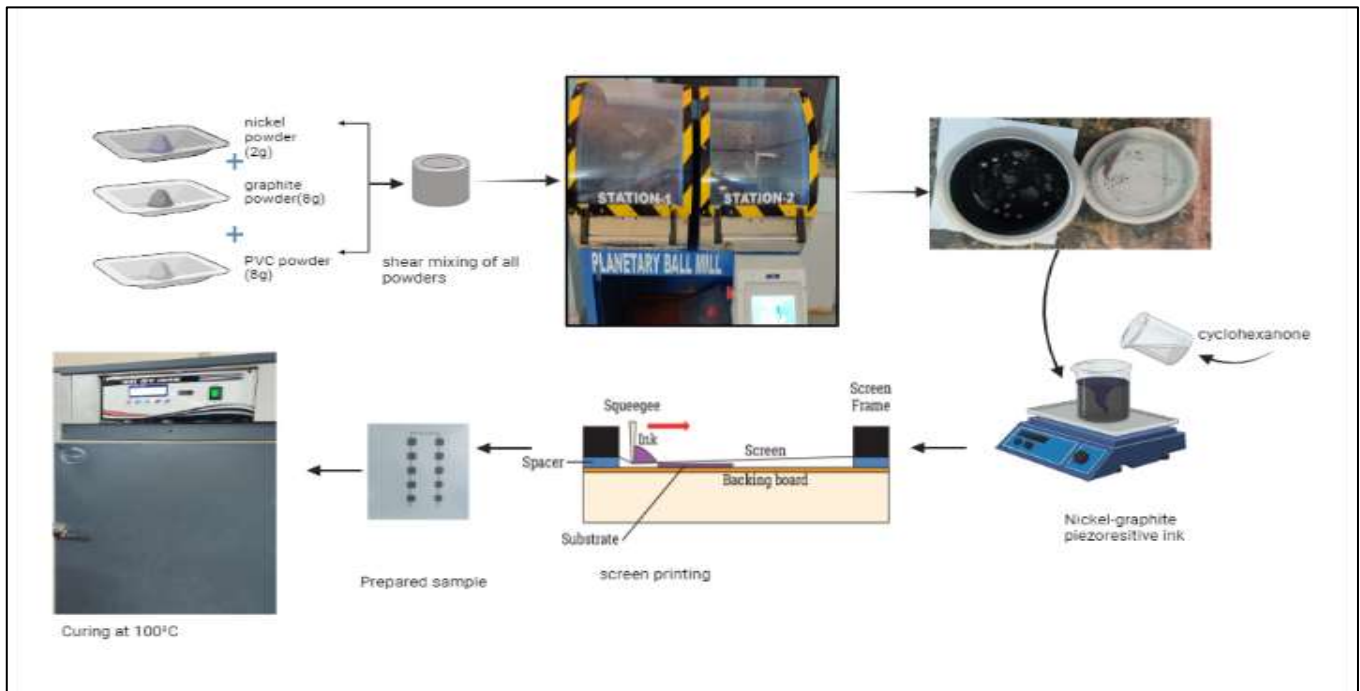 nickel
powder
(2g)
graphite
powder(8g)
PVC powder
(8g)
shear mixing of all
powders
STATION-1
STATION-2
PLANETARY BALL MILL
cyclohexanone
Nickel-graphite
piezoresitive ink
Squeegee
Ink
Screen
Frame
Screen
Spacer
Backing board
Substrate
screen printing
Prepared sample
Curing at 100°C